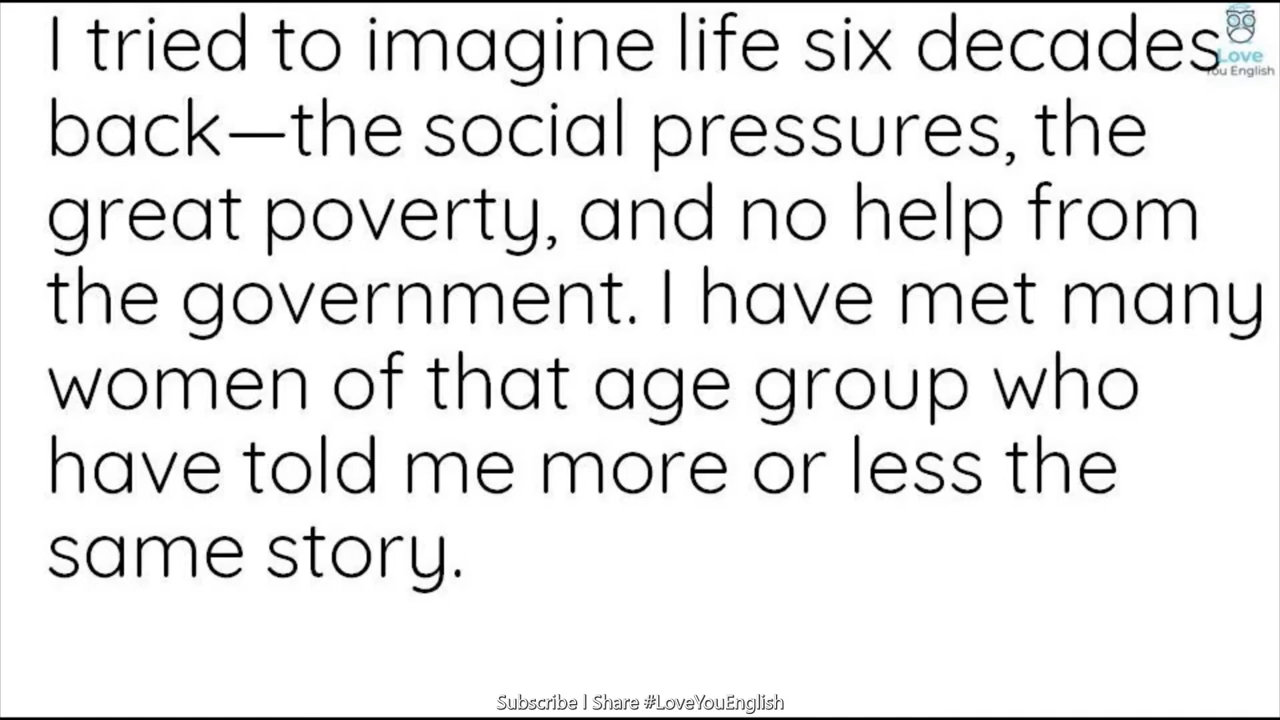 I tried to imagine life six decades
back—the social pressures, the
great poverty, and no help from
the government. I have met many
women of that age group who
have told me more or less the
same story.
Love
You English
Subscribe | Share #LoveYouEnglish